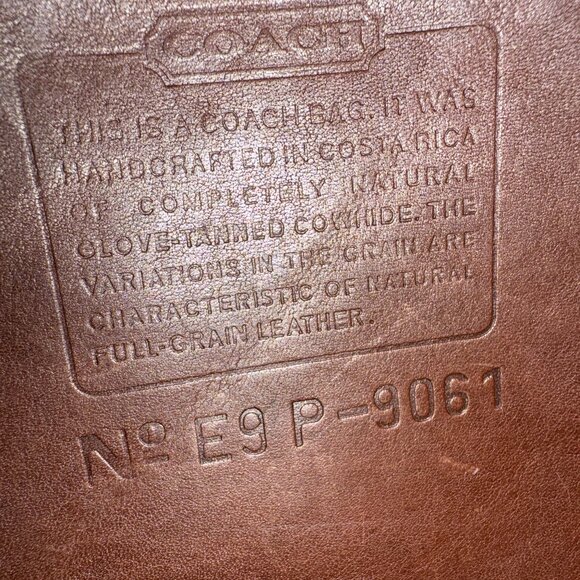 COACH
THIS IS A COACH BAG. IT WAS
HANDCRAFTED IN COSTA RICA
OF COMPLETELY NATURAL
GLOVE-TANNED COWHIDE. THE
VARIATIONS IN THE GRAIN ARE
CHARACTERISTIC OF NATURAL
FULL-GRAIN LEATHER.
Nº E9P-9061